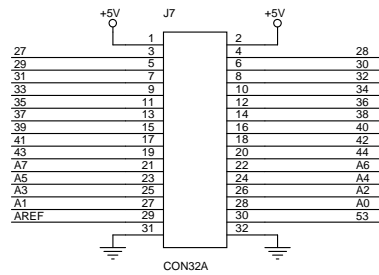 +5V J7 +5V
1 2
27 3 4 28
29 5 6 30
31 7 8 32
33 9 10 34
35 11 12 36
37 13 14 38
39 15 16 40
41 17 18 42
43 19 20 44
A7 21 22 A6
A5 23 24 A4
A3 25 26 A2
A1 27 28 A0
AREF 29 30 53
31 32
CON32A